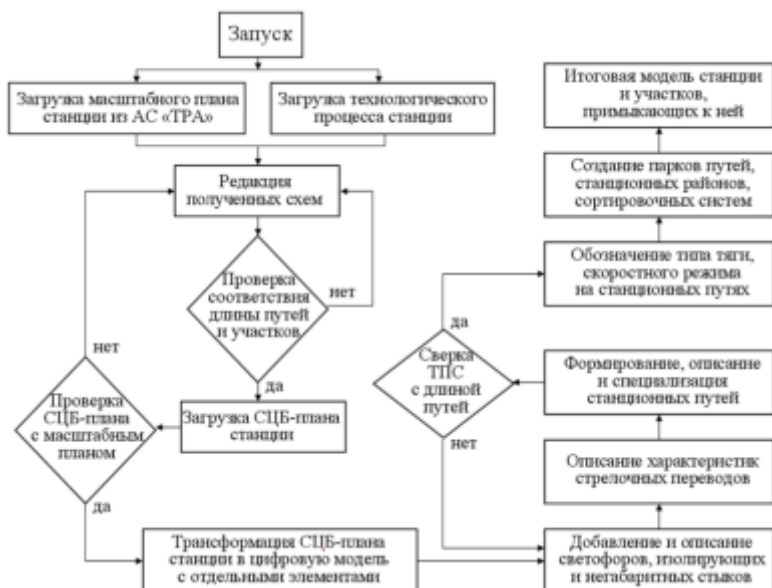 Запуск
Загрузка масштабного плана
станции из АС «ТРА»
Загрузка технологического
процесса станции
Редакция
полученных схем
Проверка
соответствия
длины путей
и участков
нет
да
Загрузка СЦБ-плана
станции
Проверка
СЦБ-плана
с масштабным
планом
нет
да
Трансформация СЦБ-плана
станции в цифровую модель
с отдельными элементами
Добавление и описание
светофоров, изолирующих
и негабаритных стыков
Описание характеристик
стрелочных переводов
Формирование, описание
и специализация
станционных путей
Сверка
ТПС
с длиной
путей
нет
да
Обозначение типа тяги,
скоростного режима
на станционных путях
Создание парков путей,
станционных районов,
сортировочных систем
Итоговая модель станции
и участков,
примыкающих к ней